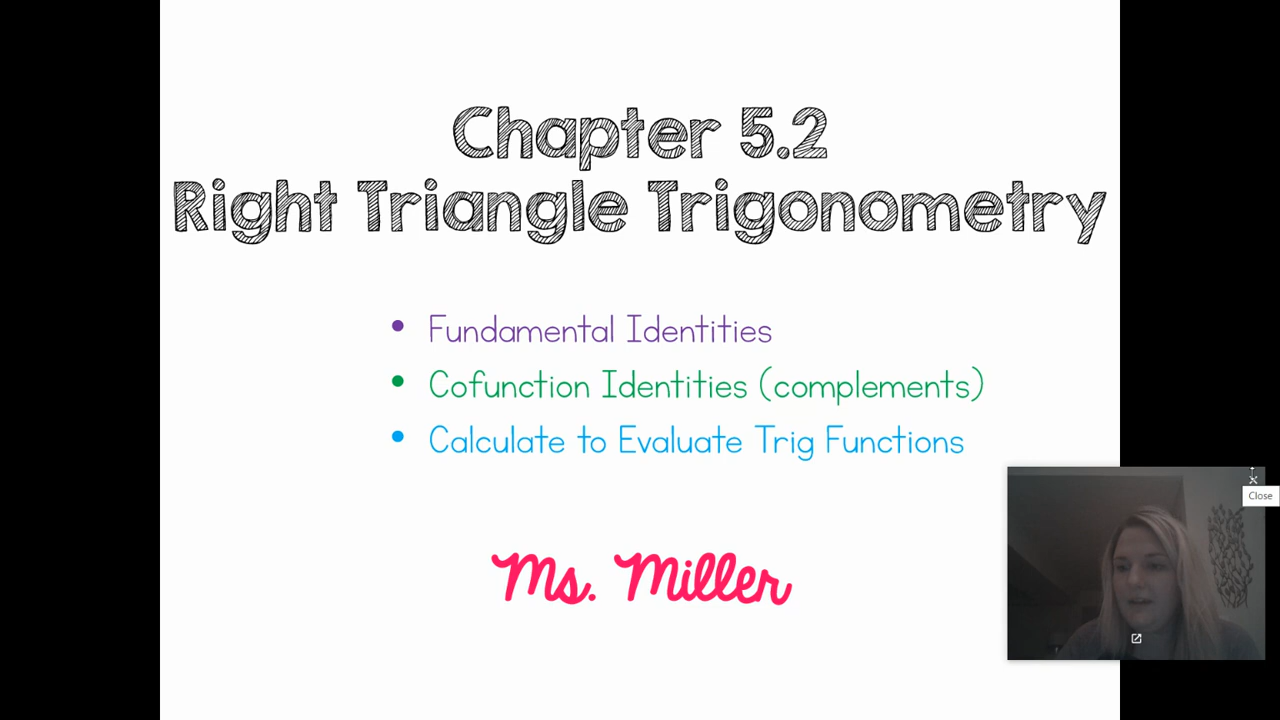 Chapter 5.2
Right Triangle Trigonometry
• Fundamental Identities
• Cofunction Identities (complements)
• Calculate to Evaluate Trig Functions
Close
Ms. Miller